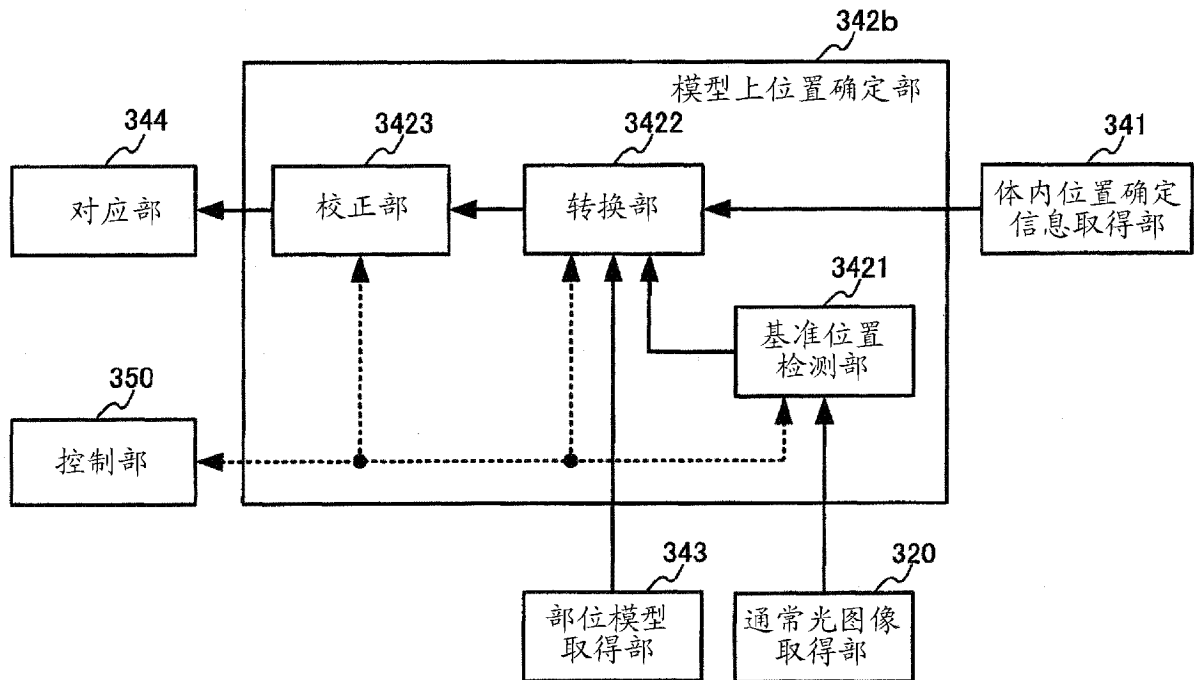 342b
模型上位置确定部
344
对应部
3423
校正部
3422
转换部
341
体内位置确定
信息取得部
3421
基准位置
检测部
350
控制部
343
部位模型
取得部
320
通常光图像
取得部